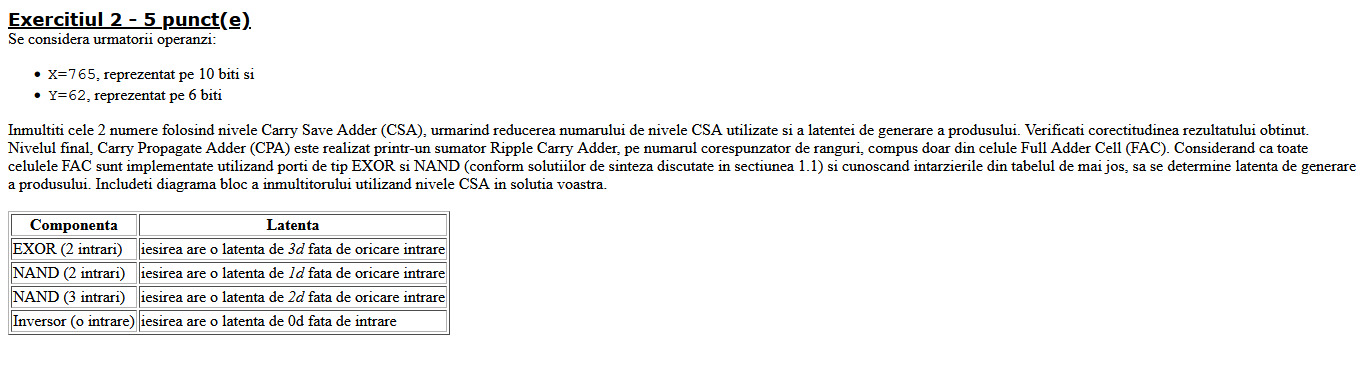 Exercitiul 2 - 5 punct(e)
Se considera urmatorii operanzi:
• X=765, reprezentat pe 10 biti si
• Y=62, reprezentat pe 6 biti
Inmultiti cele 2 numere folosind nivele Carry Save Adder (CSA), urmarind reducerea numarului de nivele CSA utilizate si a latentei de generare a produsului. Verificati corectitudinea rezultatului obtinut.
Nivelul final, Carry Propagate Adder (CPA) este realizat printr-un sumator Ripple Carry Adder, pe numarul corespunzator de ranguri, compus doar din celule Full Adder Cell (FAC). Considerand ca toate
celulele FAC sunt implementate utilizand porti de tip EXOR si NAND (conform solutiilor de sinteza discutate in sectiunea 1.1) si cunoscand intarzierile din tabelul de mai jos, sa se determine latenta de generare
a produsului. Includeti diagrama bloc a inmultitorului utilizand nivele CSA in solutia voastra.
Componenta Latenta
EXOR (2 intrari) iesirea are o latenta de 3d fata de oricare intrare
NAND (2 intrari) iesirea are o latenta de 1d fata de oricare intrare
NAND (3 intrari) iesirea are o latenta de 2d fata de oricare intrare
Inversor (o intrare) iesirea are o latenta de 0d fata de intrare